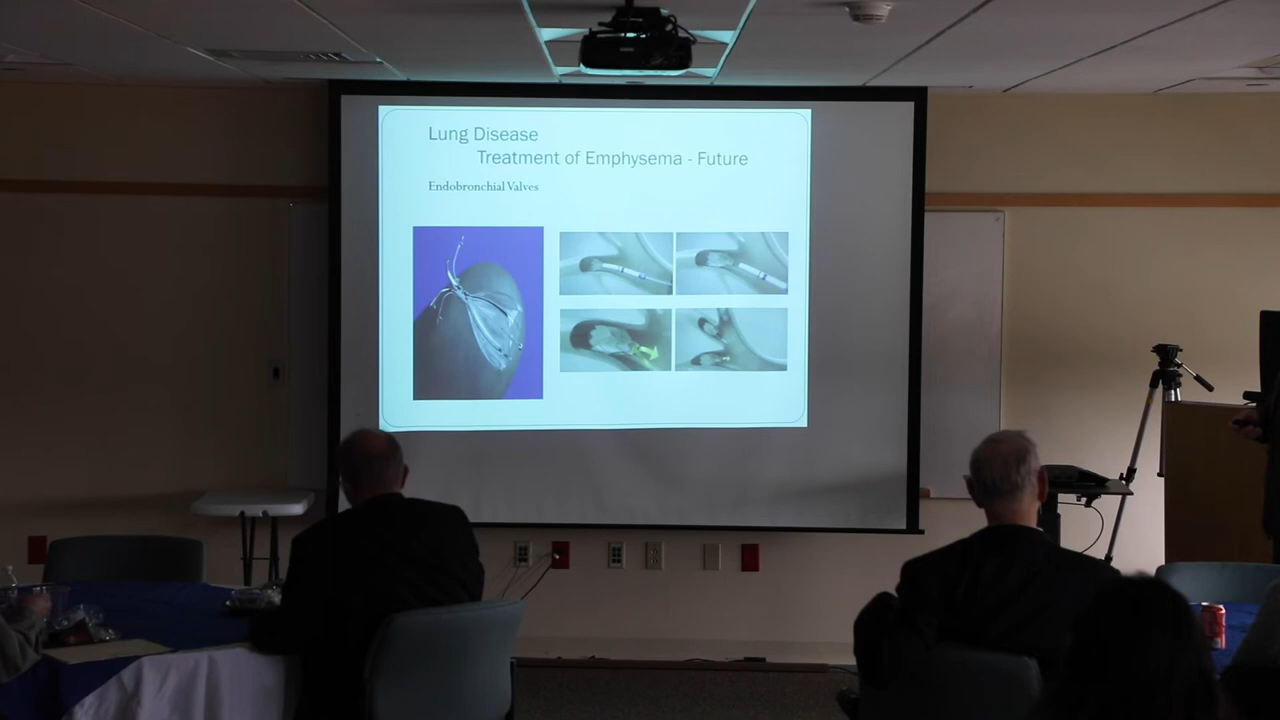 Lung Disease
Treatment of Emphysema - Future
Endobronchial Valves